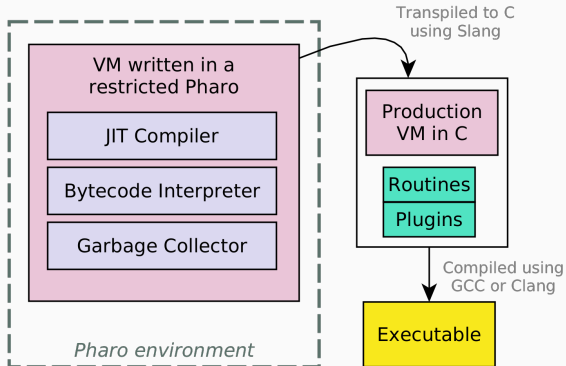 Transpiled to C
using Slang
VM written in a
restricted Pharo
JIT Compiler
Bytecode Interpreter
Garbage Collector
Pharo environment
Production
VM in C
Routines
Plugins
Compiled using
GCC or Clang
Executable